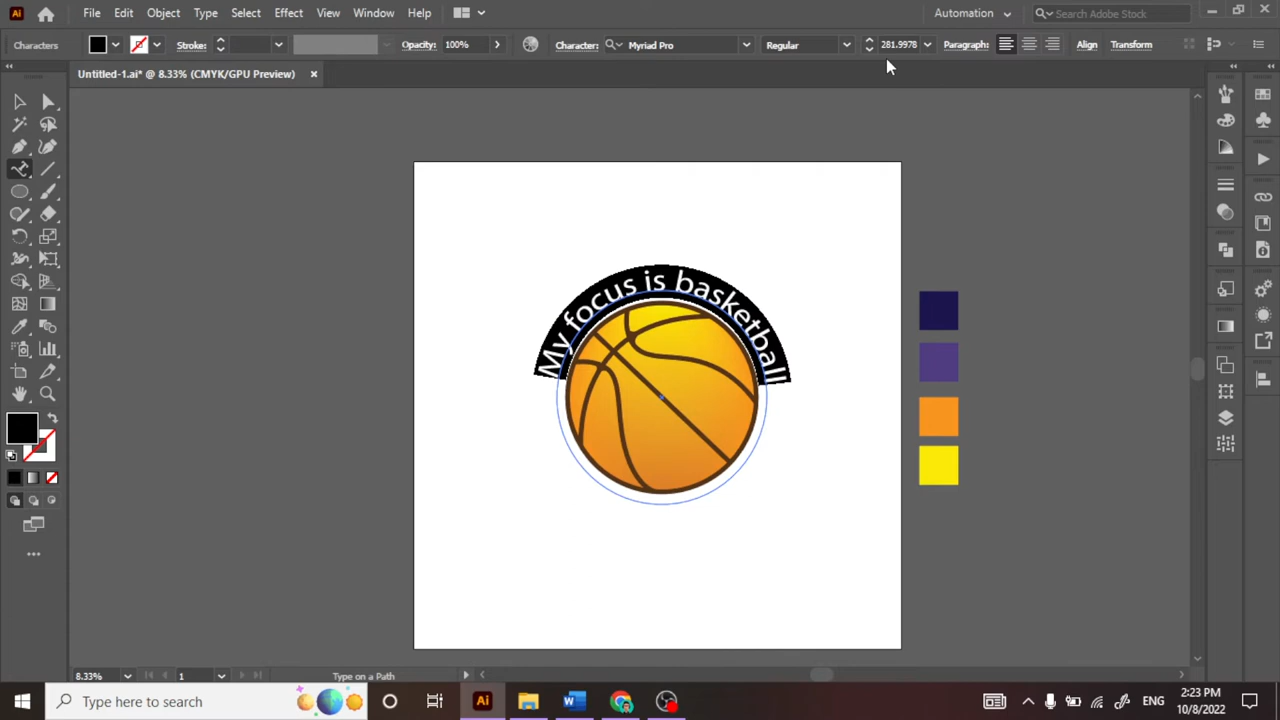 Ai File Edit Object Type Select Effect View Window Help Automation Search Adobe Stock
Characters Stroke: Opacity: 100% Character: Myriad Pro Regular 281.9978 Paragraph: Align Transform
Untitled-1.ai* @ 8.33% (CMYK/GPU Preview)
My focus is basketball
8.33% 1 Type on a Path
Type here to search Ai ENG 2:23 PM
10/8/2022